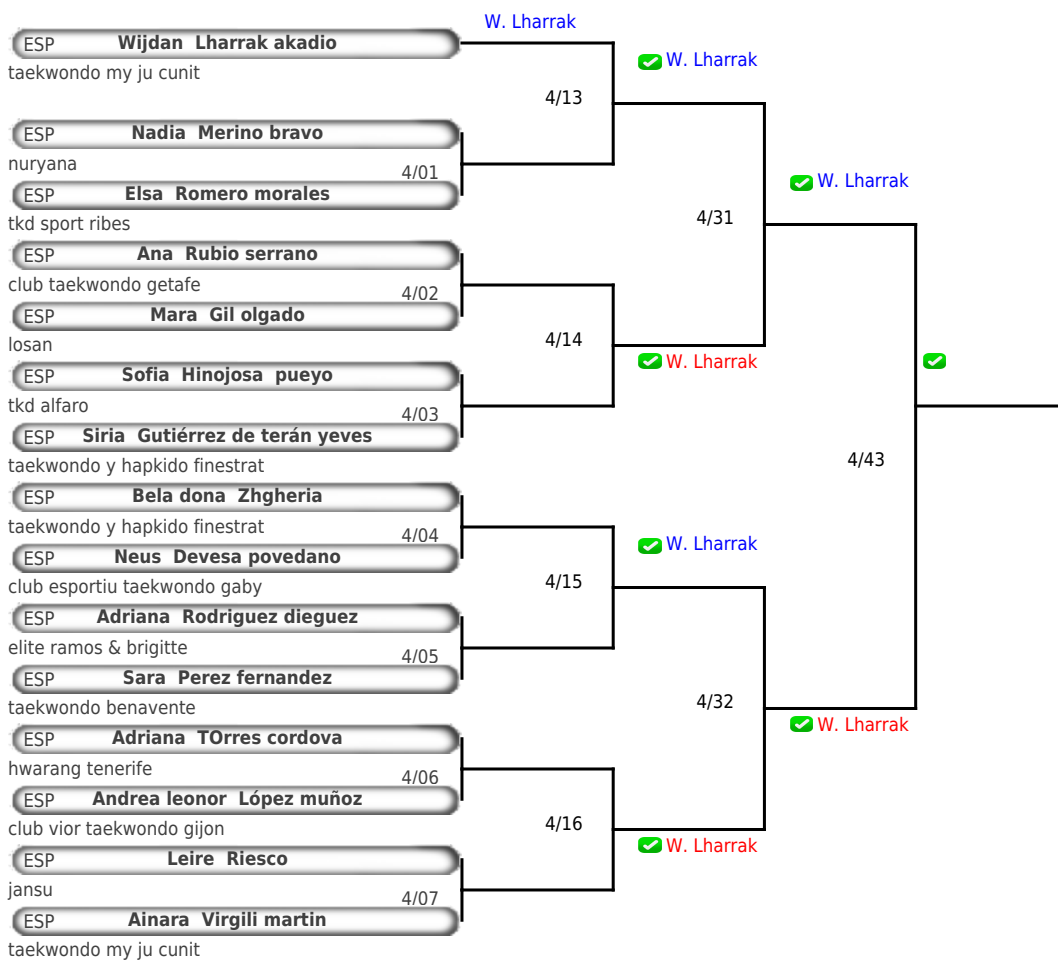 W. Lharrak
ESP Wijdan Lharrak akadio
taekwondo my ju cunit
W. Lharrak
4/13
ESP Nadia Merino bravo
nuryana
4/01
ESP Elsa Romero morales
tkd sport ribes
W. Lharrak
4/31
ESP Ana Rubio serrano
club taekwondo getafe
4/02
ESP Mara Gil olgado
losan
4/14
W. Lharrak
ESP Sofia Hinojosa pueyo
tkd alfaro
4/03
ESP Siria Gutiérrez de terán yeves
taekwondo y hapkido finestrat
4/43
ESP Bela dona Zhgheria
taekwondo y hapkido finestrat
4/04
W. Lharrak
ESP Neus Devesa povedano
club esportiu taekwondo gaby
4/15
ESP Adriana Rodriguez dieguez
elite ramos & brigitte
4/05
ESP Sara Perez fernandez
taekwondo benavente
4/32
W. Lharrak
ESP Adriana TOrres cordova
hwarang tenerife
4/06
ESP Andrea leonor López muñoz
club vior taekwondo gijon
4/16
W. Lharrak
ESP Leire Riesco
jansu
4/07
ESP Ainara Virgili martin
taekwondo my ju cunit